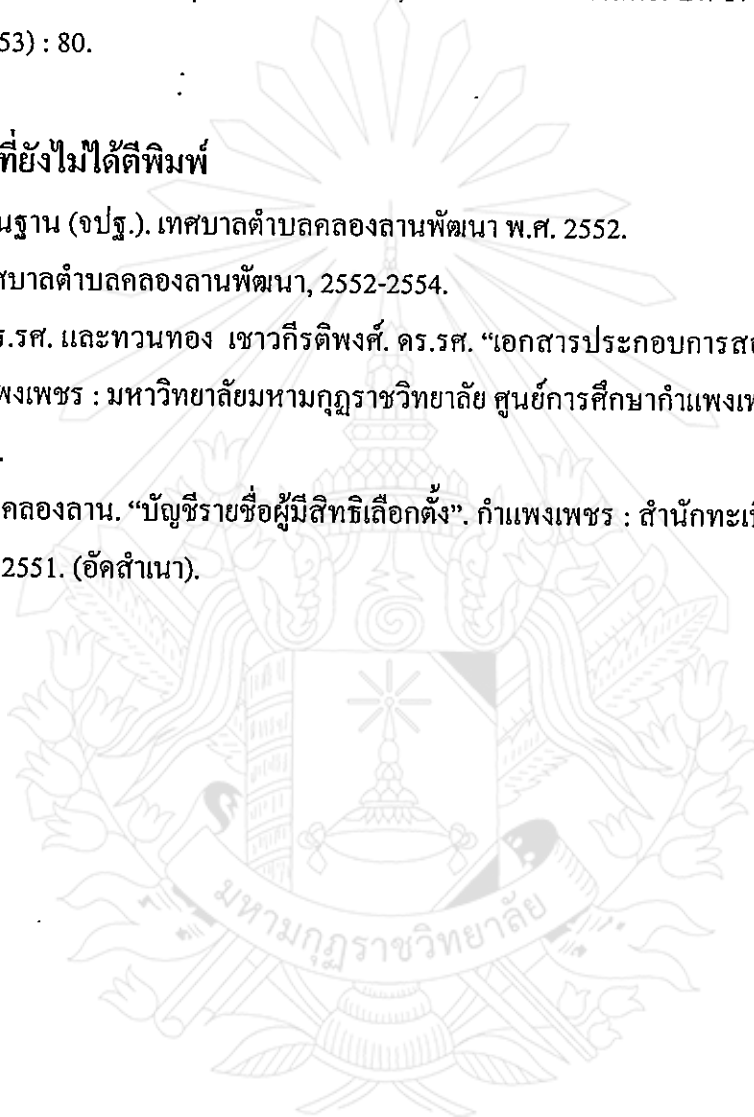 53) : 80.
ที่ยังไม่ได้ตีพิมพ์
นฐาน (จปฐ.). เทศบาลตำบลคลองลานพัฒนา พ.ศ. 2552.
ศบาลตำบลคลองลานพัฒนา, 2552-2554.
ร.รศ. และทวนทอง เชาวกีรติพงศ์. ดร.รศ. “เอกสารประกอบการสอ
พงเพชร : มหาวิทยาลัยมหามกุฏราชวิทยาลัย ศูนย์การศึกษากำแพงเพ
คลองลาน. “บัญชีรายชื่อผู้มีสิทธิเลือกตั้ง”. กำแพงเพชร : สำนักทะเบี
2551. (อัดสำเนา).
มหามกุฏราชวิทยาลัย